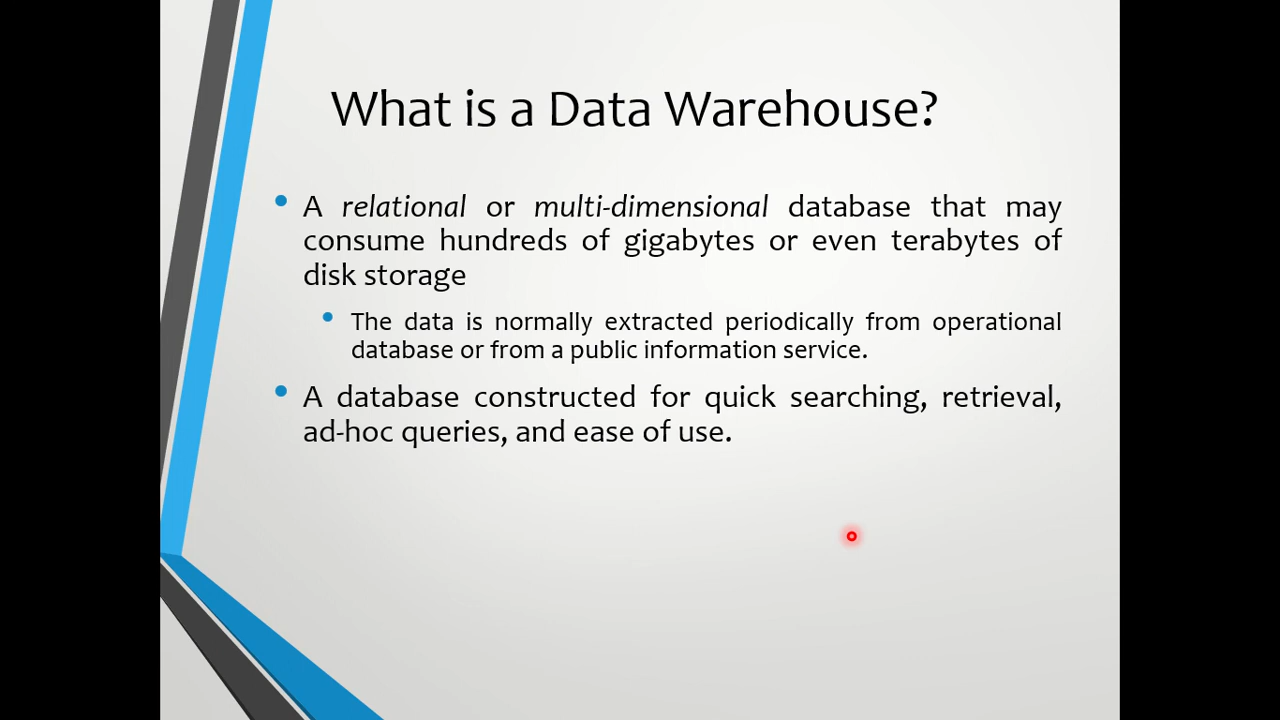 What is a Data Warehouse?
• A relational or multi-dimensional database that may
consume hundreds of gigabytes or even terabytes of
disk storage
• The data is normally extracted periodically from operational
database or from a public information service.
• A database constructed for quick searching, retrieval,
ad-hoc queries, and ease of use.